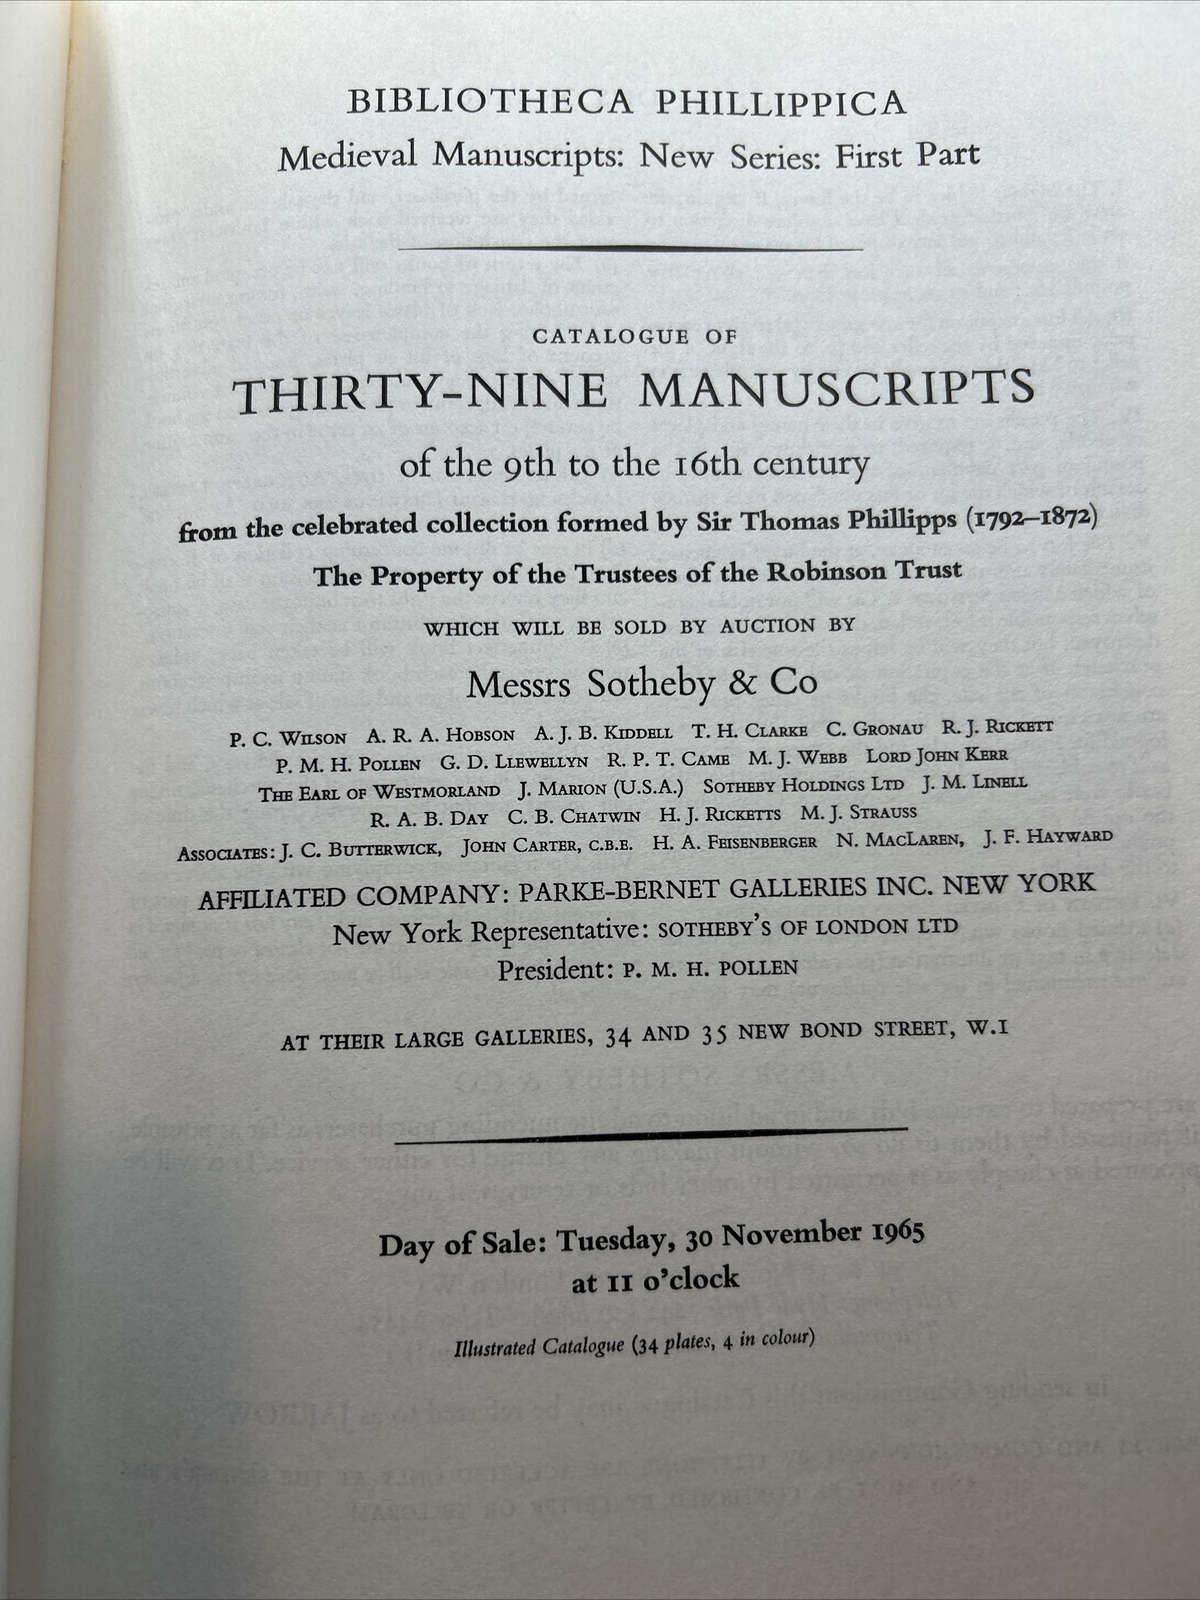 BIBLIOTHECA PHILLIPPICA
Medieval Manuscripts: New Series: First Part
CATALOGUE OF
THIRTY-NINE MANUSCRIPTS
of the 9th to the 16th century
from the celebrated collection formed by Sir Thomas Phillipps (1792–1872)
The Property of the Trustees of the Robinson Trust
WHICH WILL BE SOLD BY AUCTION BY
Messrs Sotheby & Co
P. C. WILSON A. R. A. HOBSON A. J. B. KIDDELL T. H. CLARKE C. GRONAU R. J. RICKETT
P. M. H. POLLEN G. D. LLEWELLYN R. P. T. CAME M. J. WEBB LORD JOHN KERR
THE EARL OF WESTMORLAND J. MARION (U.S.A.) SOTHEBY HOLDINGS LTD J. M. LINELL
R. A. B. DAY C. B. CHATWIN H. J. RICKETTS M. J. STRAUSS
ASSOCIATES: J. C. BUTTERWICK, JOHN CARTER, C.B.E. H. A. FEISENBERGER N. MACLAREN, J. F. HAYWARD
AFFILIATED COMPANY: PARKE-BERNET GALLERIES INC. NEW YORK
New York Representative: SOTHEBY'S OF LONDON LTD
President: P. M. H. POLLEN
AT THEIR LARGE GALLERIES, 34 AND 35 NEW BOND STREET, W.1
Day of Sale: Tuesday, 30 November 1965
at 11 o'clock
Illustrated Catalogue (34 plates, 4 in colour)